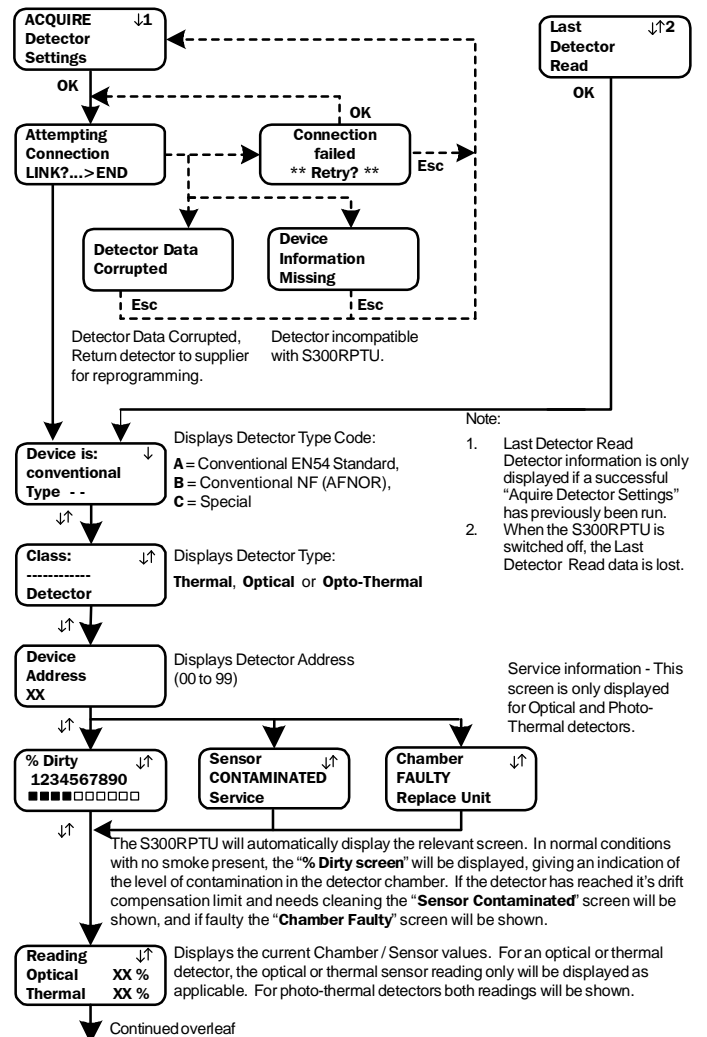 ACQUIRE ↓1
Detector
Settings
OK
Last ↓↑2
Detector
Read
OK
Attempting
Connection
LINK?...>END
OK
Connection
failed
** Retry? **
Esc
Detector Data
Corrupted
Esc
Device
Information
Missing
Esc
Detector Data Corrupted,
Return detector to supplier
for reprogramming.
Detector incompatible
with S300RPTU.
Device is: ↓
conventional
Type - -
↓↑
Displays Detector Type Code:
A = Conventional EN54 Standard,
B = Conventional NF (AFNOR),
C = Special
Note:
1. Last Detector Read
Detector information is only
displayed if a successful
“Aquire Detector Settings”
has previously been run.
2. When the S300RPTU is
switched off, the Last
Detector Read data is lost.
Class: ↓↑
------------
Detector
↓↑
Displays Detector Type:
Thermal, Optical or Opto-Thermal
Device
Address
XX
↓↑
Displays Detector Address
(00 to 99)
Service information - This
screen is only displayed
for Optical and Photo-
Thermal detectors.
% Dirty ↓↑
1234567890
■■■■□□□□□□
↓↑
Sensor ↓↑
CONTAMINATED
Service
Chamber ↓↑
FAULTY
Replace Unit
The S300RPTU will automatically display the relevant screen. In normal conditions
with no smoke present, the “% Dirty screen” will be displayed, giving an indication of
the level of contamination in the detector chamber. If the detector has reached it’s drift
compensation limit and needs cleaning the “Sensor Contaminated” screen will be
shown, and if faulty the “Chamber Faulty” screen will be shown.
Reading ↓↑
Optical XX %
Thermal XX %
Displays the current Chamber / Sensor values. For an optical or thermal
detector, the optical or thermal sensor reading only will be displayed as
applicable. For photo-thermal detectors both readings will be shown.
Continued overleaf